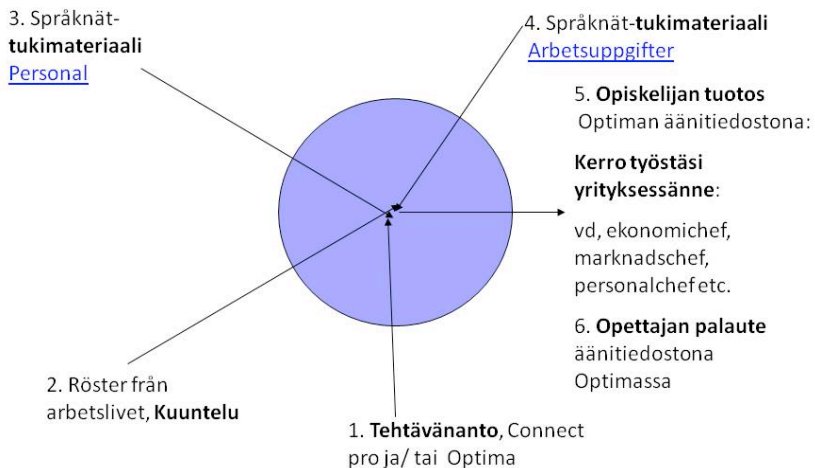 3. Språknät-
tukimateriaali
Personal
4. Språknät-tukimateriaali
Arbetsuppgifter
5. Opiskelijan tuotos
Optiman äänitiedostona:
Kerro työstäsi
yrityksessänne:
vd, ekonomichef,
marknadschef,
personalchef etc.
6. Opettajan palaute
äänitiedostona
Optimassa
2. Röster från
arbetslivet, Kuuntelu
1. Tehtävänanto, Connect
pro ja/ tai Optima